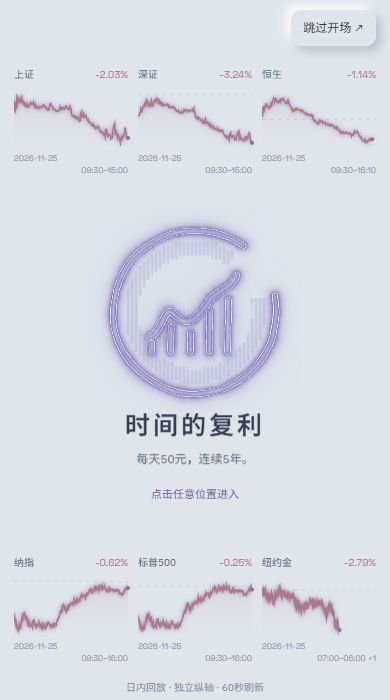 跳过开场 ↗
上证 -2.03% 深证 -3.24% 恒生 -1.14%
2026-11-25 2026-11-25 2026-11-25
09:30–15:00 09:30–15:00 09:30–16:10
时间的复利
每天50元，连续5年。
点击任意位置进入
纳指 -0.62% 标普500 -0.25% 纽约金 -2.79%
2026-11-25 2026-11-25 2026-11-25
09:30–16:00 09:30–16:00 07:00–06:00 +1
日内回放 · 独立纵轴 · 60秒刷新